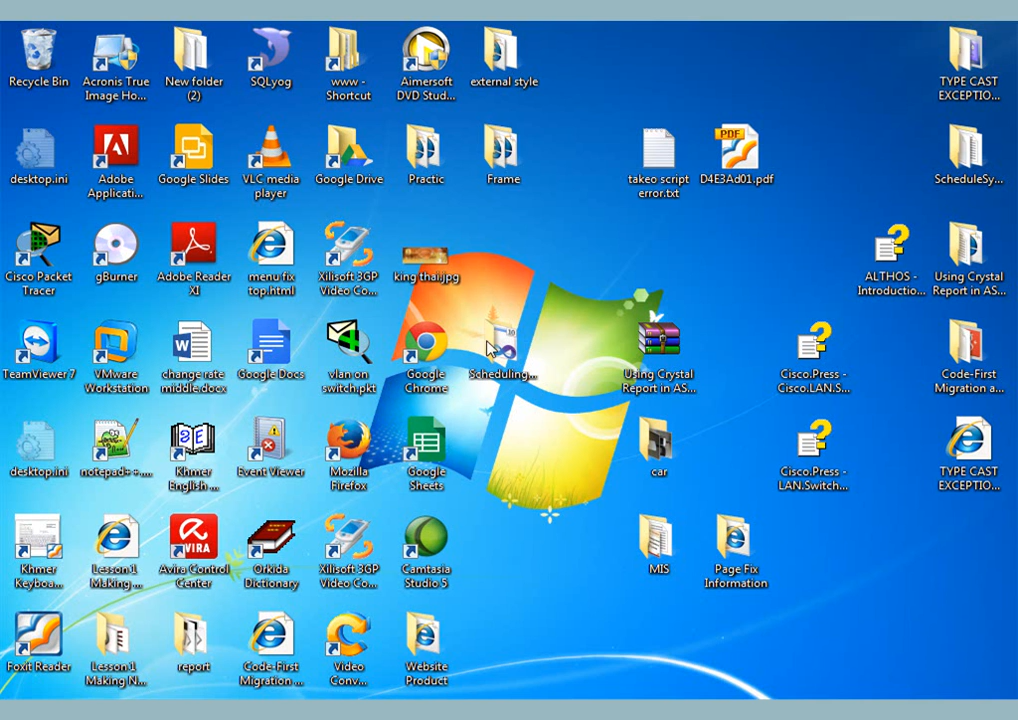 Recycle Bin
Acronis True
Image Ho...
New folder
(2)
SQLyog
www -
Shortcut
Aimersoft
DVD Stud...
external style
TYPE CAST
EXCEPTIO...
desktop.ini
Adobe
Applicati...
Google Slides
VLC media
player
Google Drive
Practic
Frame
takeo script
error.txt
PDF
D4E3Ad01.pdf
ScheduleSy...
Cisco Packet
Tracer
gBurner
Adobe Reader
XI
menu fix
top.html
Xilisoft 3GP
Video Co...
king thai.jpg
ALTHOS -
Introductio...
Using Crystal
Report in AS...
TeamViewer 7
VMware
Workstation
change rate
middle.docx
Google Docs
vlan on
switch.pkt
Google
Chrome
Scheduling...
Using Crystal
Report in AS...
Cisco.Press -
Cisco.LAN.S...
Code-First
Migration a...
desktop.ini
notepad++....
Khmer
English ...
Event Viewer
Mozilla
Firefox
Google
Sheets
car
Cisco.Press -
LAN.Switch...
TYPE CAST
EXCEPTIO...
Khmer
Keyboa...
Lesson 1
Making ...
AVIRA
Avira Control
Center
Orkida
Dictionary
Xilisoft 3GP
Video Co...
Camtasia
Studio 5
MIS
Page Fix
Information
Foxit Reader
Lesson 1
Making N...
report
Code-First
Migration ...
Video
Conv...
Website
Product